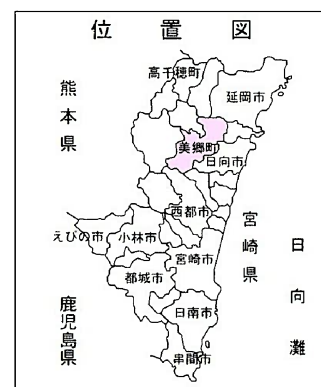 位置図
高千穂町
延岡市
熊本県
美郷町
日向市
西都市
えびの市
小林市
宮崎県
日向灘
宮崎市
都城市
鹿児島県
日南市
串間市